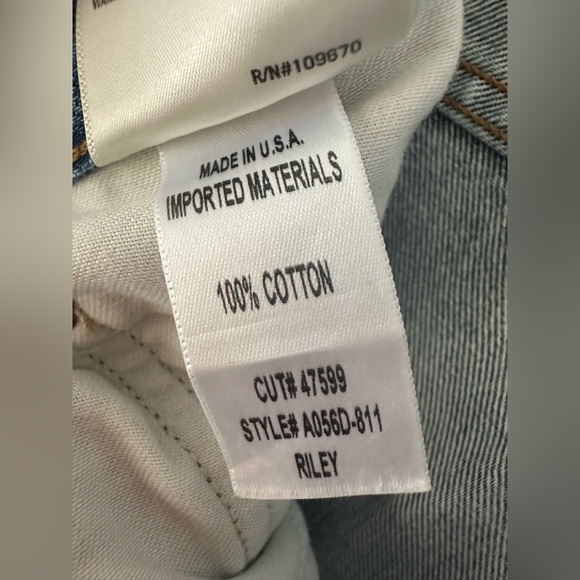 R/N#109670
MADE IN U.S.A.
IMPORTED MATERIALS
100% COTTON
CUT# 47599
STYLE# A056D-811
RILEY